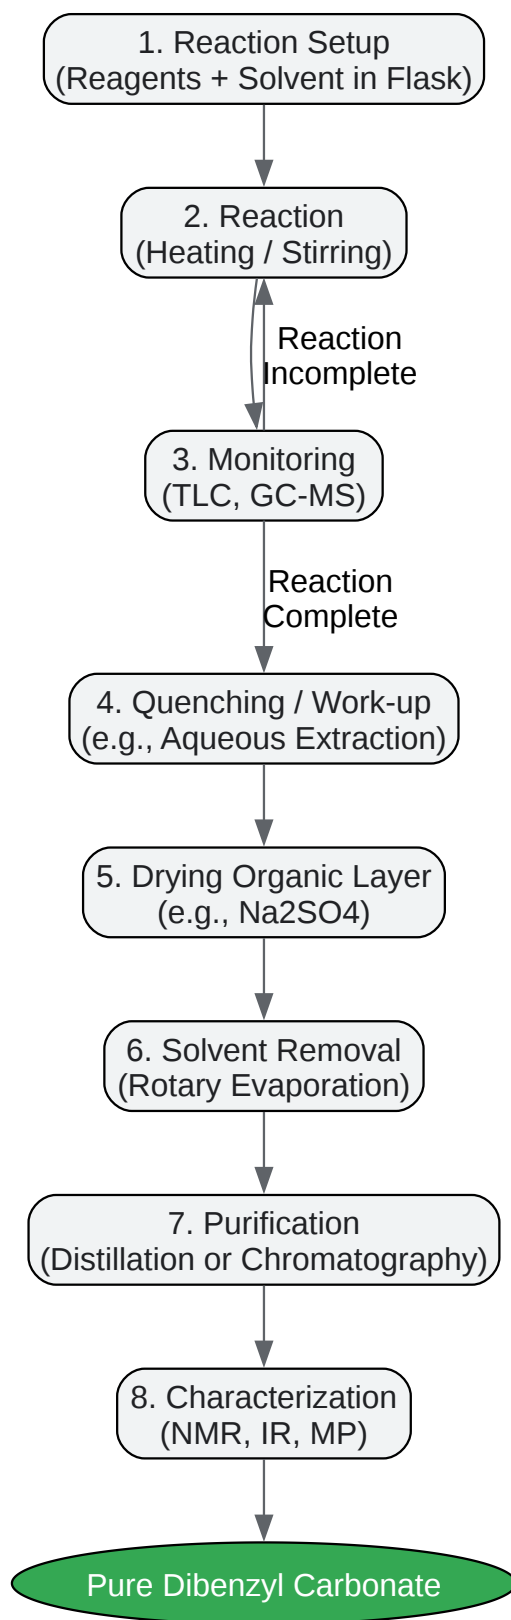 1. Reaction Setup
(Reagents + Solvent in Flask)
2. Reaction
(Heating / Stirring)
Reaction
Incomplete
3. Monitoring
(TLC, GC-MS)
Reaction
Complete
4. Quenching / Work-up
(e.g., Aqueous Extraction)
5. Drying Organic Layer
(e.g., Na2SO4)
6. Solvent Removal
(Rotary Evaporation)
7. Purification
(Distillation or Chromatography)
8. Characterization
(NMR, IR, MP)
Pure Dibenzyl Carbonate